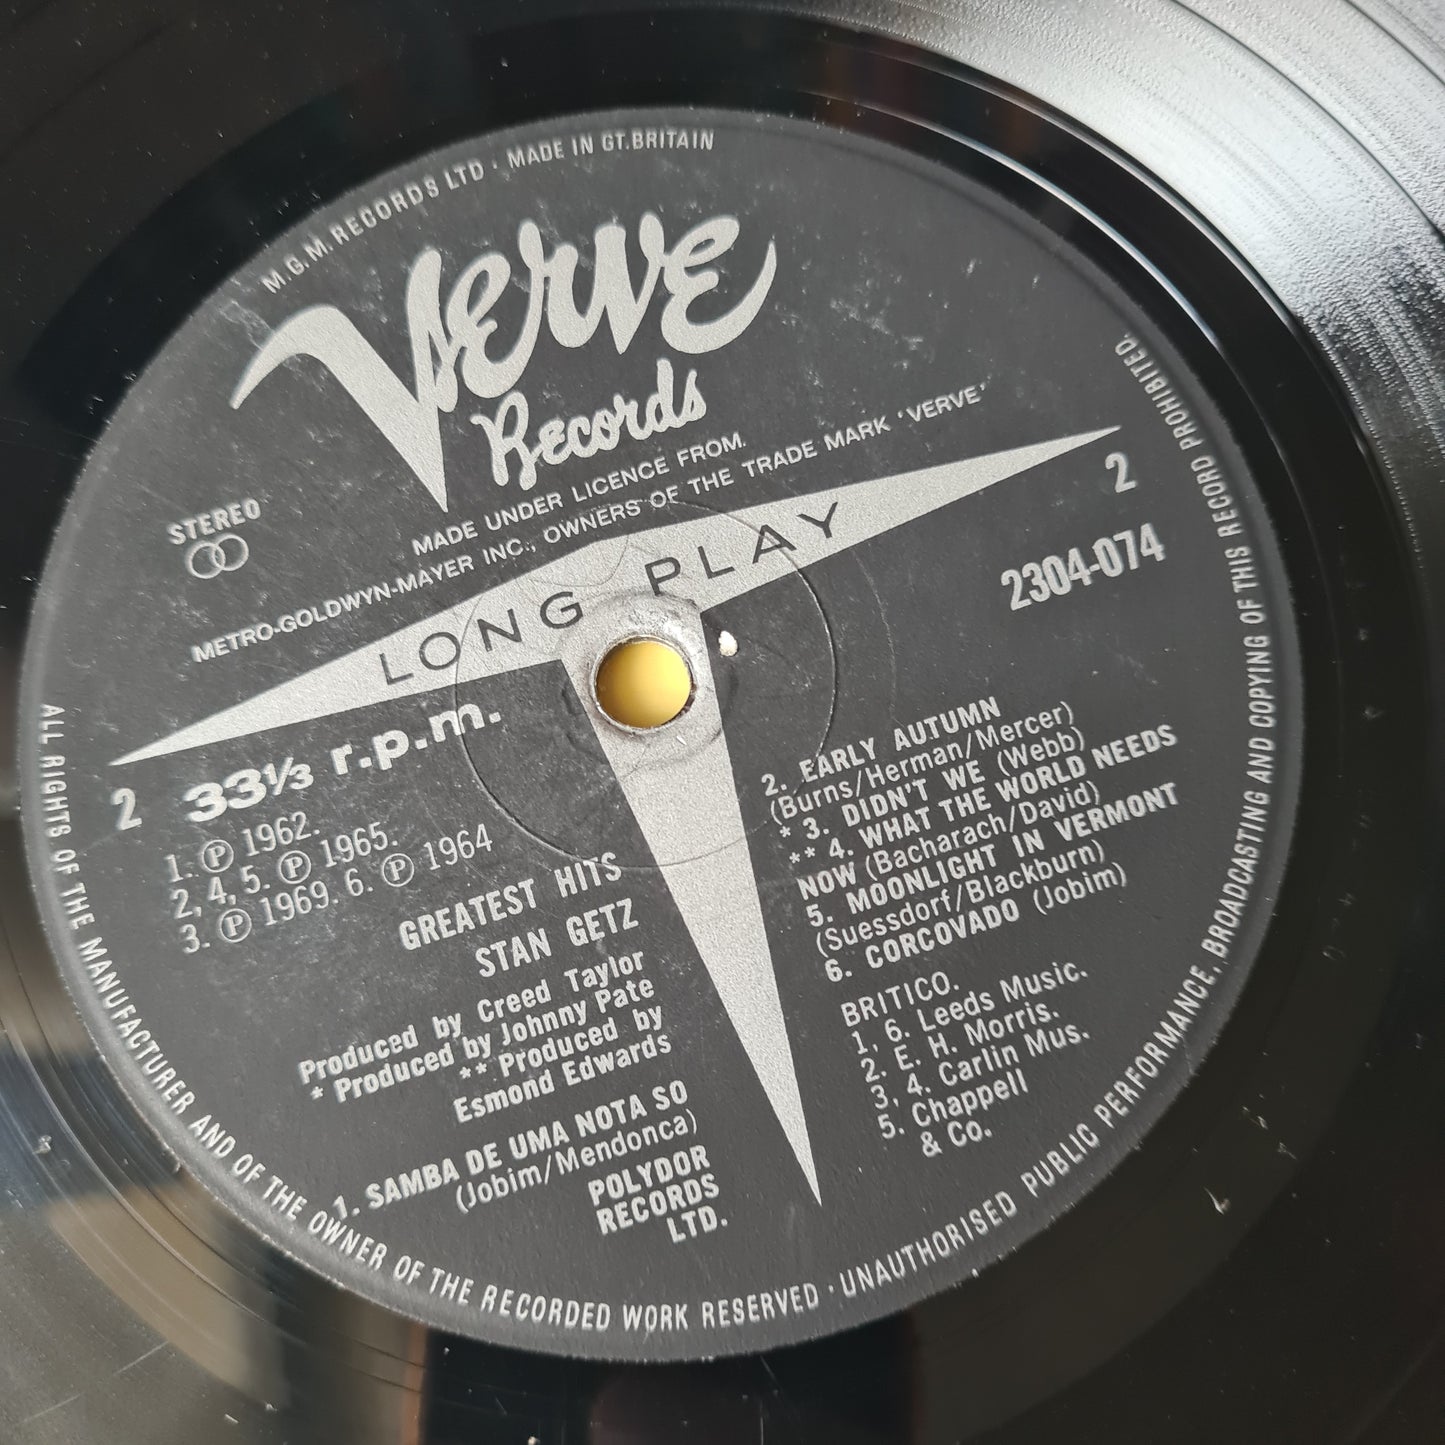 M.G.M. RECORDS LTD · MADE IN GT. BRITAIN
Verve
Records
MADE UNDER LICENCE FROM.
METRO-GOLDWYN-MAYER INC., OWNERS OF THE TRADE MARK 'VERVE'
STEREO
LONG PLAY
2
2304-074
2
33⅓ r.p.m.
1. ℗ 1962.
2, 4, 5. ℗ 1965.
3. ℗ 1969. 6. ℗ 1964
GREATEST HITS
STAN GETZ
Produced by Creed Taylor
* Produced by Johnny Pate
** Produced by
Esmond Edwards
1. SAMBA DE UMA NOTA SO
(Jobim/Mendonca)
POLYDOR
RECORDS
LTD.
2. EARLY AUTUMN
(Burns/Herman/Mercer)
* 3. DIDN'T WE (Webb)
** 4. WHAT THE WORLD NEEDS
NOW (Bacharach/David)
5. MOONLIGHT IN VERMONT
(Suessdorf/Blackburn)
6. CORCOVADO (Jobim)
BRITICO.
1, 6. Leeds Music.
2. E. H. Morris.
3, 4. Carlin Mus.
5. Chappell
& Co.
ALL RIGHTS OF THE MANUFACTURER AND OF THE OWNER OF THE RECORDED WORK RESERVED · UNAUTHORISED PUBLIC PERFORMANCE, BROADCASTING AND COPYING OF THIS RECORD PROHIBITED.